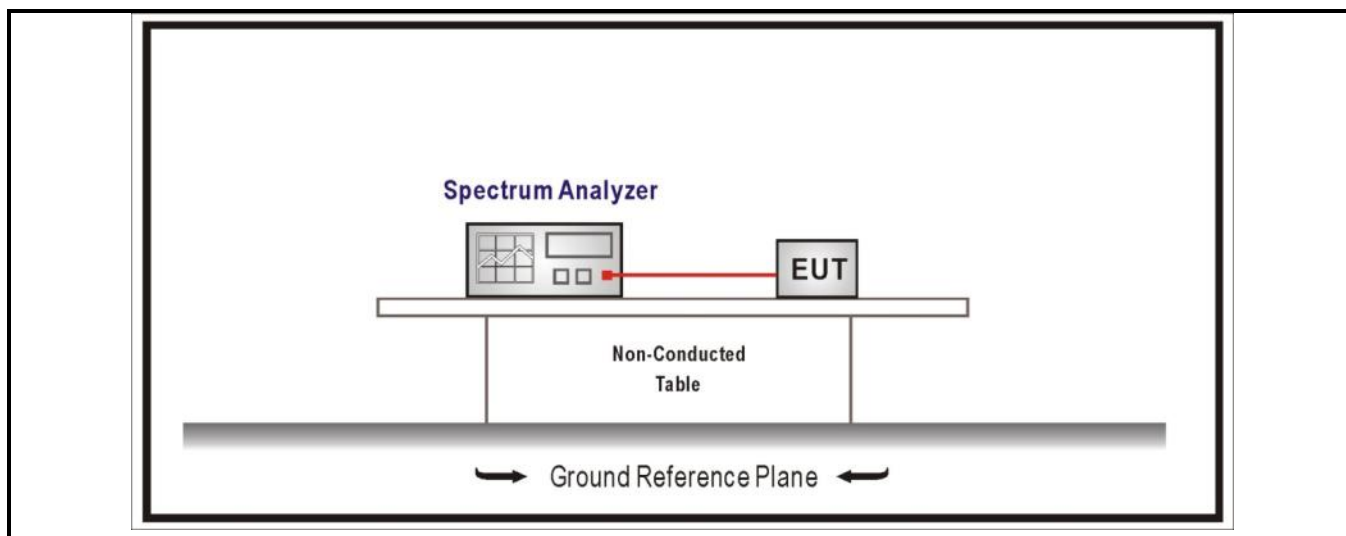 Spectrum Analyzer
EUT
Non-Conducted
Table
Ground Reference Plane